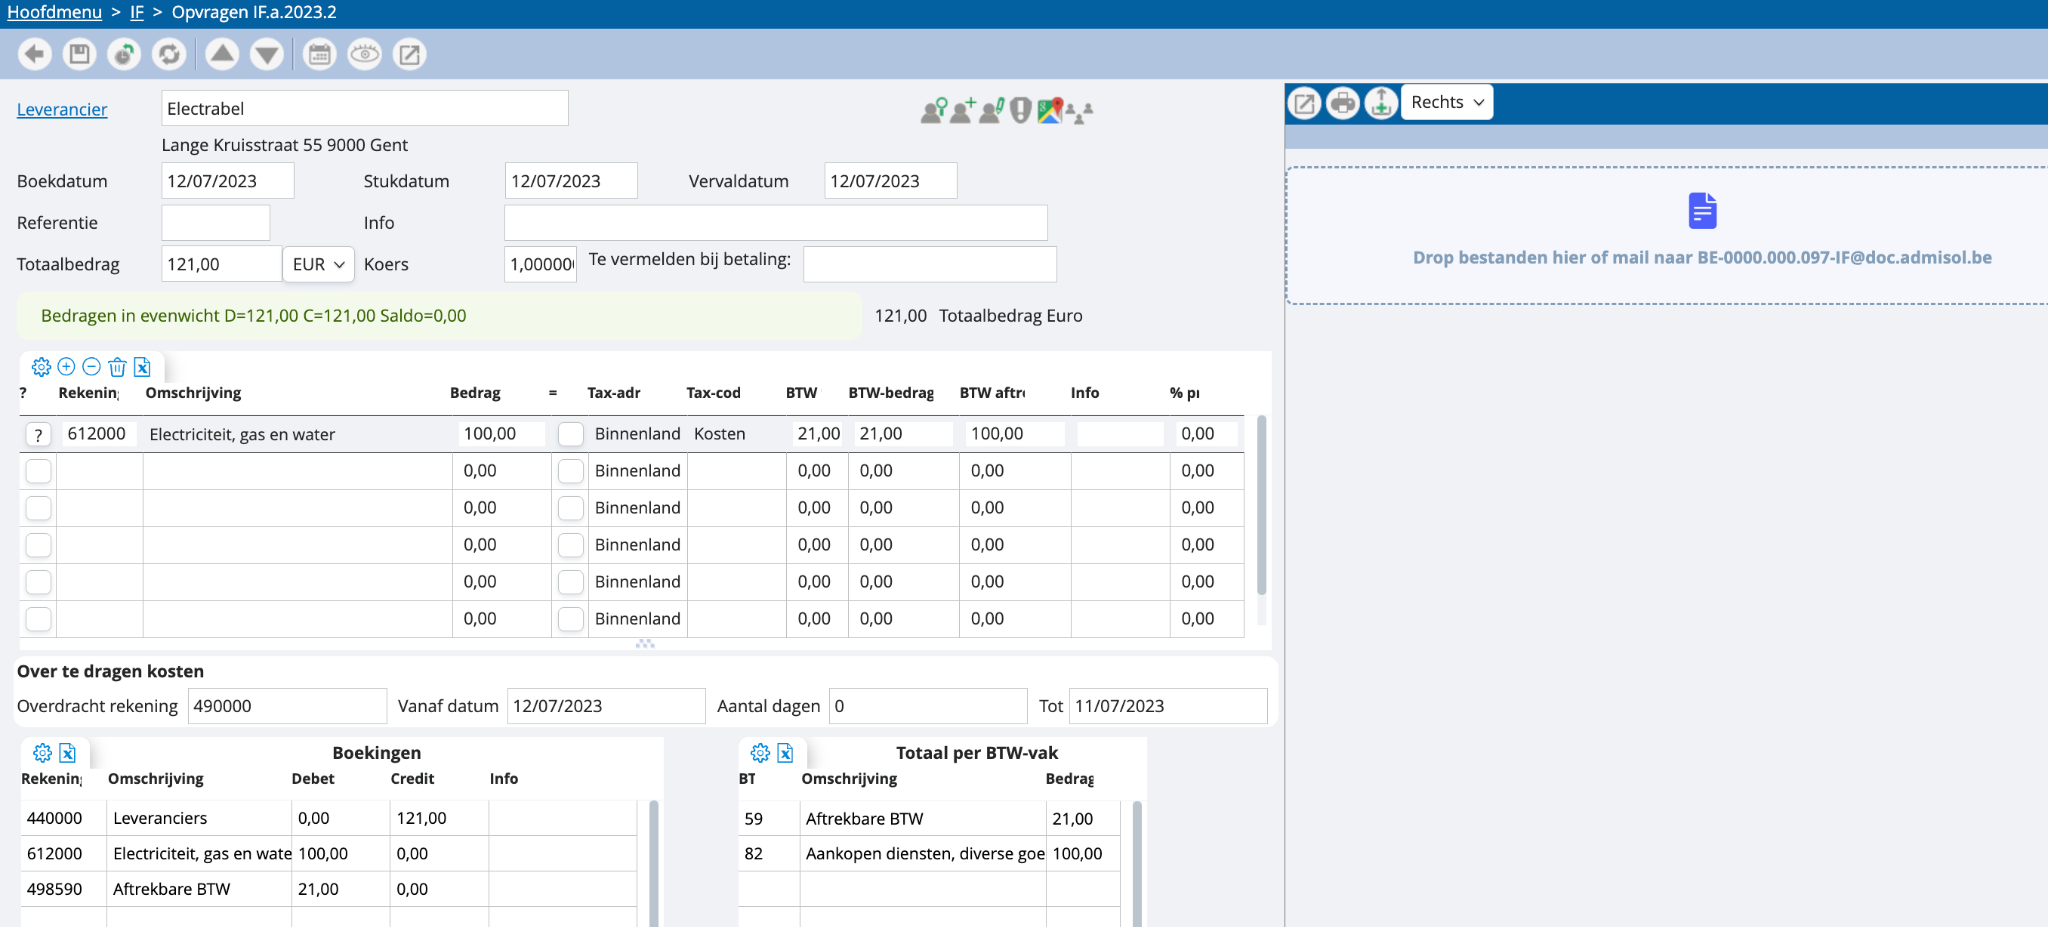 Hoofdmenu > IF > Opvragen IF.a.2023.2
Rechts
Leverancier Electrabel
Lange Kruisstraat 55 9000 Gent
Boekdatum 12/07/2023 Stukdatum 12/07/2023 Vervaldatum 12/07/2023
Referentie Info
Totaalbedrag 121,00 EUR Koers 1,00000 Te vermelden bij betaling:
Drop bestanden hier of mail naar BE-0000.000.097-IF@doc.admisol.be
Bedragen in evenwicht D=121,00 C=121,00 Saldo=0,00 121,00 Totaalbedrag Euro
? Rekening Omschrijving Bedrag = Tax-adr Tax-cod BTW BTW-bedrag BTW aftr Info % p
? 612000 Electriciteit, gas en water 100,00 Binnenland Kosten 21,00 21,00 100,00 0,00
0,00 Binnenland 0,00 0,00 0,00 0,00
0,00 Binnenland 0,00 0,00 0,00 0,00
0,00 Binnenland 0,00 0,00 0,00 0,00
0,00 Binnenland 0,00 0,00 0,00 0,00
0,00 Binnenland 0,00 0,00 0,00 0,00
Over te dragen kosten
Overdracht rekening 490000 Vanaf datum 12/07/2023 Aantal dagen 0 Tot 11/07/2023
Boekingen
Rekening Omschrijving Debet Credit Info
440000 Leveranciers 0,00 121,00
612000 Electriciteit, gas en wate 100,00 0,00
498590 Aftrekbare BTW 21,00 0,00
Totaal per BTW-vak
BT Omschrijving Bedrag
59 Aftrekbare BTW 21,00
82 Aankopen diensten, diverse goe 100,00